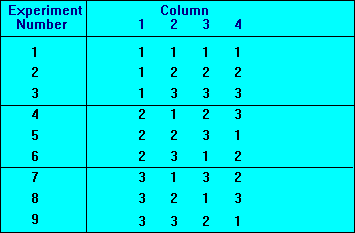 Experiment Column
Number 1 2 3 4
1 1 1 1 1
2 1 2 2 2
3 1 3 3 3
4 2 1 2 3
5 2 2 3 1
6 2 3 1 2
7 3 1 3 2
8 3 2 1 3
9 3 3 2 1